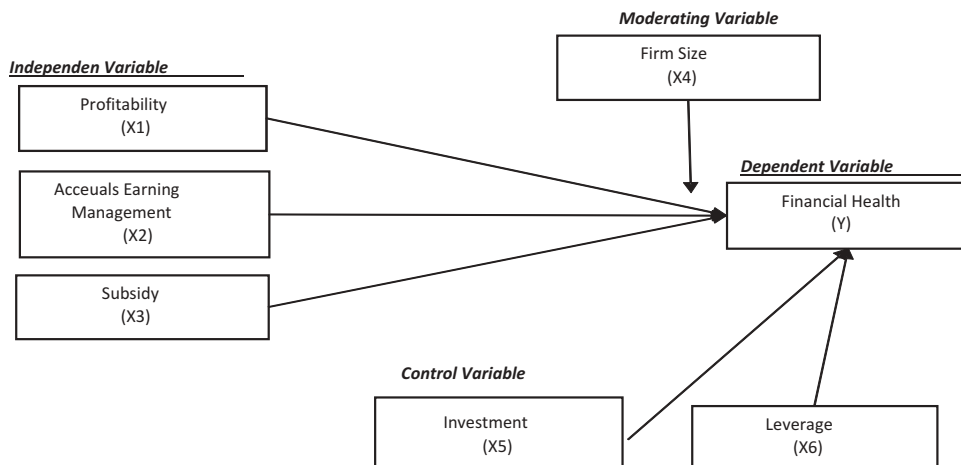 Moderating Variable
Firm Size
(X4)
Independen Variable
Profitability
(X1)
Acceuals Earning
Management
(X2)
Subsidy
(X3)
Dependent Variable
Financial Health
(Y)
Control Variable
Investment
(X5)
Leverage
(X6)